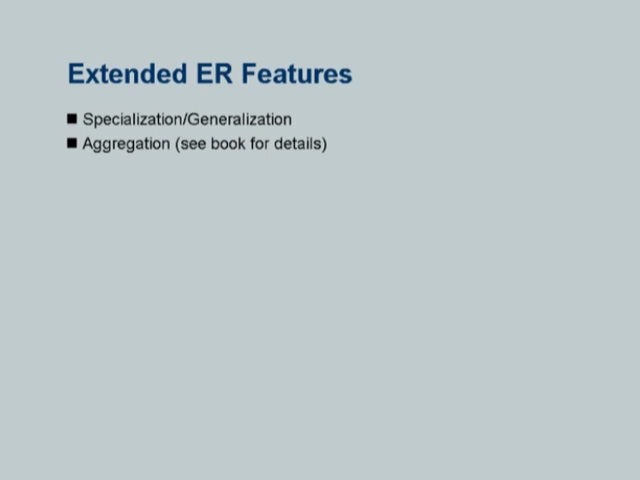 Extended ER Features
■ Specialization/Generalization
■ Aggregation (see book for details)